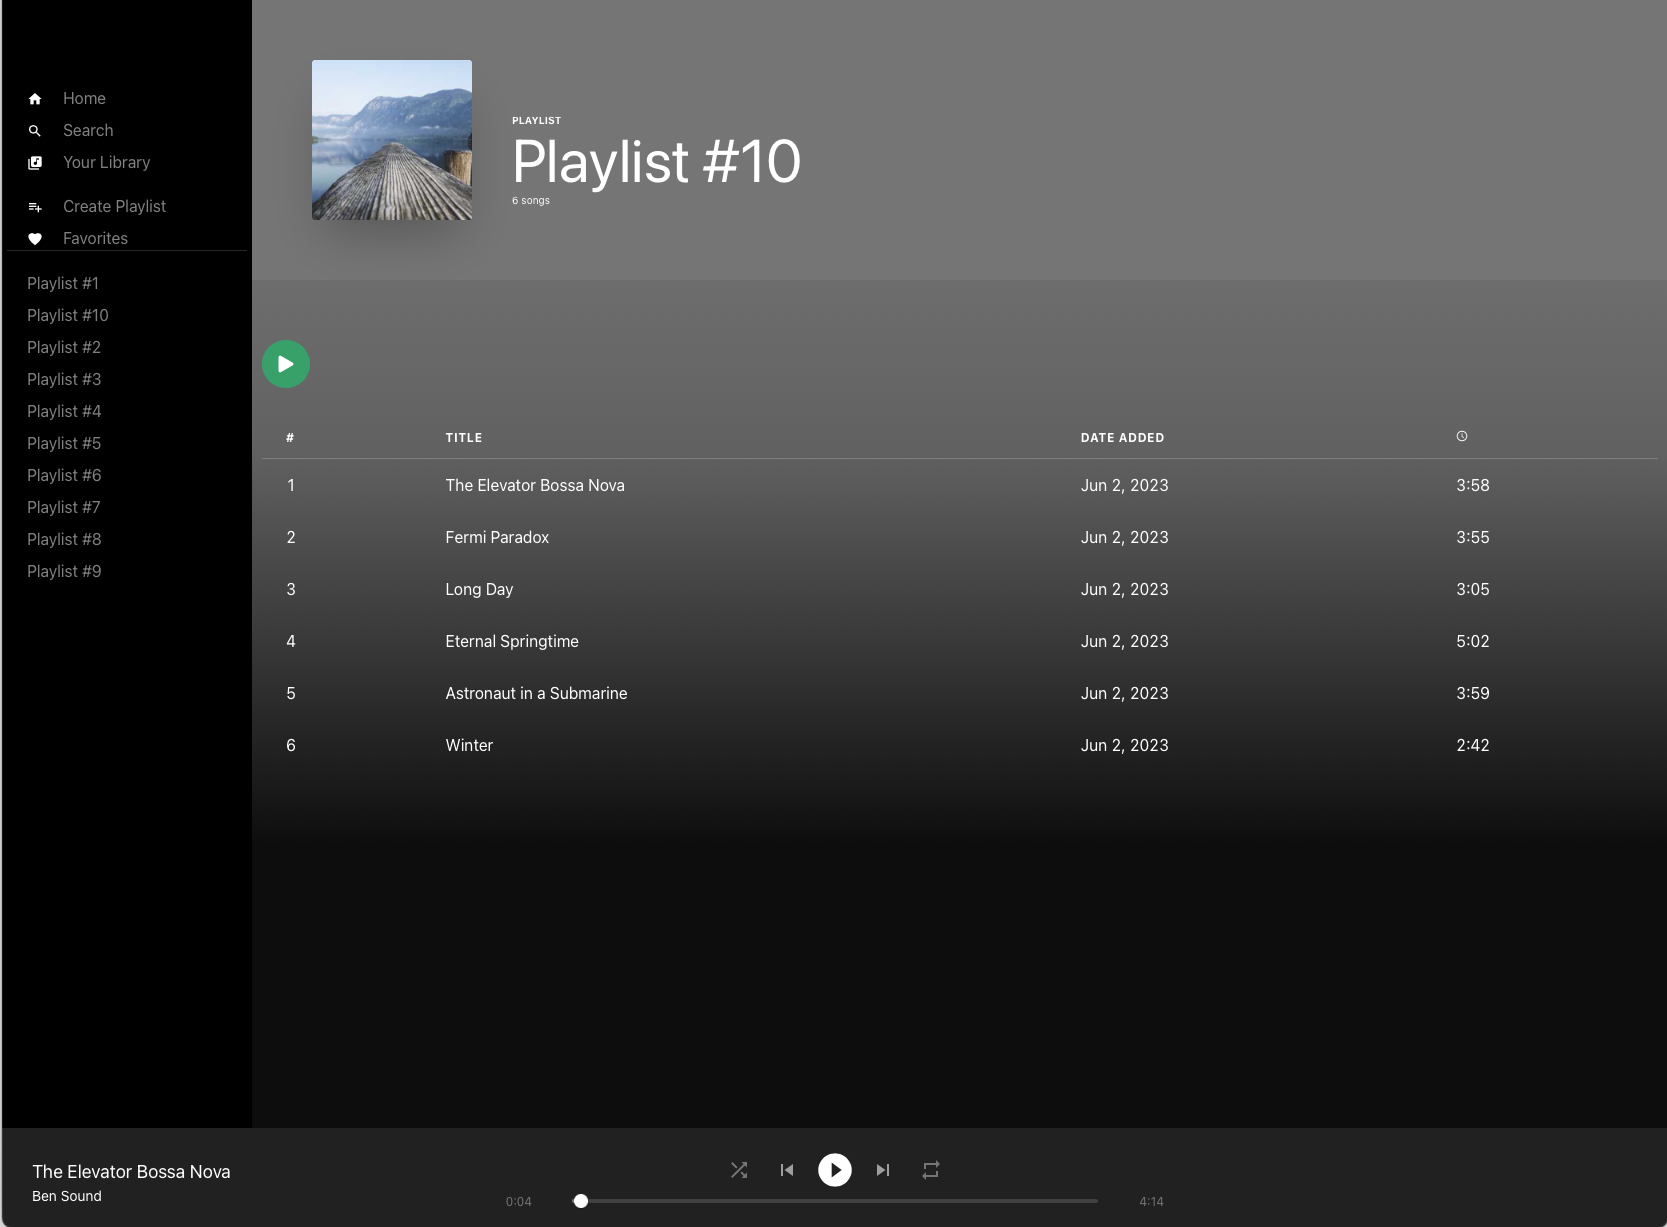 Home
Search
Your Library
Create Playlist
Favorites
Playlist #1
Playlist #10
Playlist #2
Playlist #3
Playlist #4
Playlist #5
Playlist #6
Playlist #7
Playlist #8
Playlist #9
PLAYLIST
Playlist #10
6 songs
# TITLE DATE ADDED
1 The Elevator Bossa Nova Jun 2, 2023 3:58
2 Fermi Paradox Jun 2, 2023 3:55
3 Long Day Jun 2, 2023 3:05
4 Eternal Springtime Jun 2, 2023 5:02
5 Astronaut in a Submarine Jun 2, 2023 3:59
6 Winter Jun 2, 2023 2:42
The Elevator Bossa Nova
Ben Sound
0:04 4:14